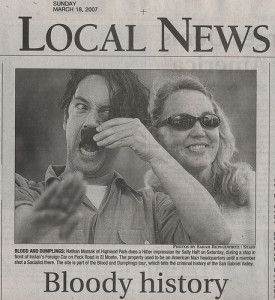 SUNDAY
MARCH 18, 2007
LOCAL NEWS
PHOTOS BY SARAH REINGEWIRTZ / STAFF
BLOOD AND DUMPLINGS: Nathan Marsak of Highland Park does a Hitler impression for Sally Hall on Saturday, during a stop in
front of Indian's Foreign Car on Peck Road in El Monte. The property used to be an American Nazi headquarters until a member
shot a Socialist there. The site is part of the Blood and Dumplings tour, which tells the criminal history of the San Gabriel Valley.
Bloody history